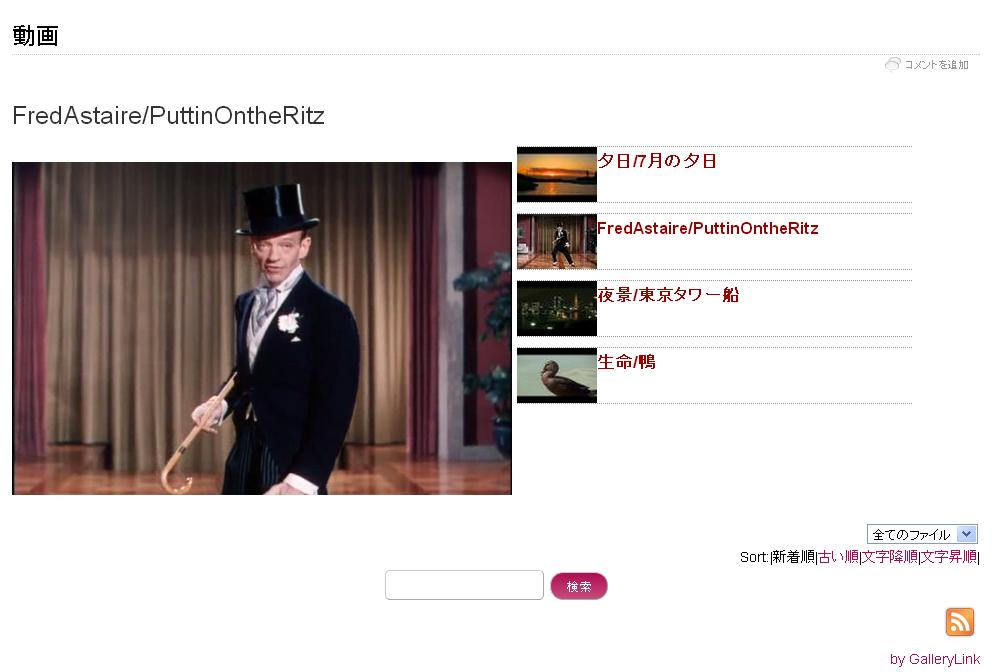 動画
コメントを追加
FredAstaire/PuttinOntheRitz
夕日/7月の夕日
FredAstaire/PuttinOntheRitz
夜景/東京タワー船
生命/鴨
全てのファイル
Sort:|新着順|古い順|文字降順|文字昇順|
検索
by GalleryLink